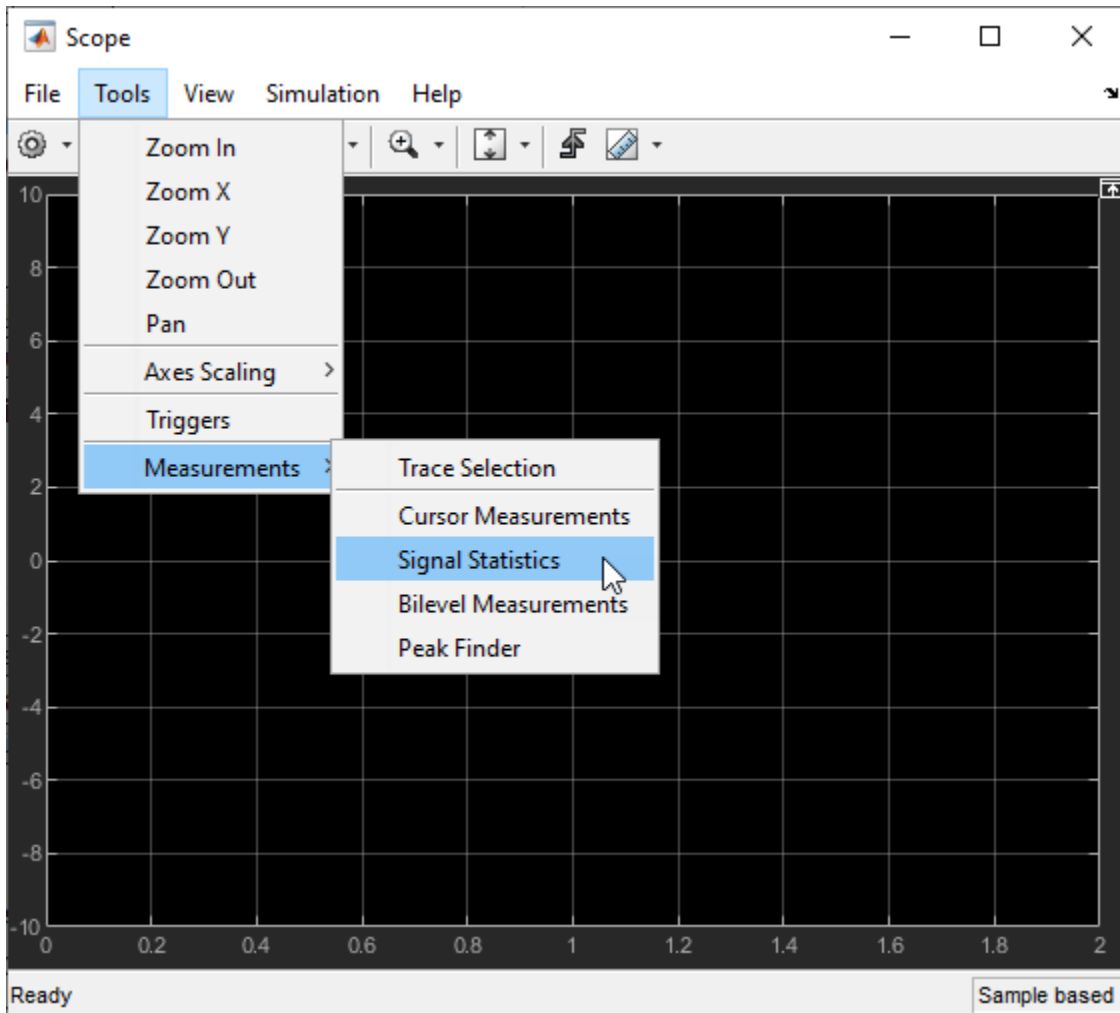 Scope
File Tools View Simulation Help
Zoom In
Zoom X
Zoom Y
Zoom Out
Pan
Axes Scaling
Triggers
Measurements
Trace Selection
Cursor Measurements
Signal Statistics
Bilevel Measurements
Peak Finder
10
8
6
4
2
0
-2
-4
-6
-8
-10
0 0.2 0.4 0.6 0.8 1 1.2 1.4 1.6 1.8 2
Ready Sample based